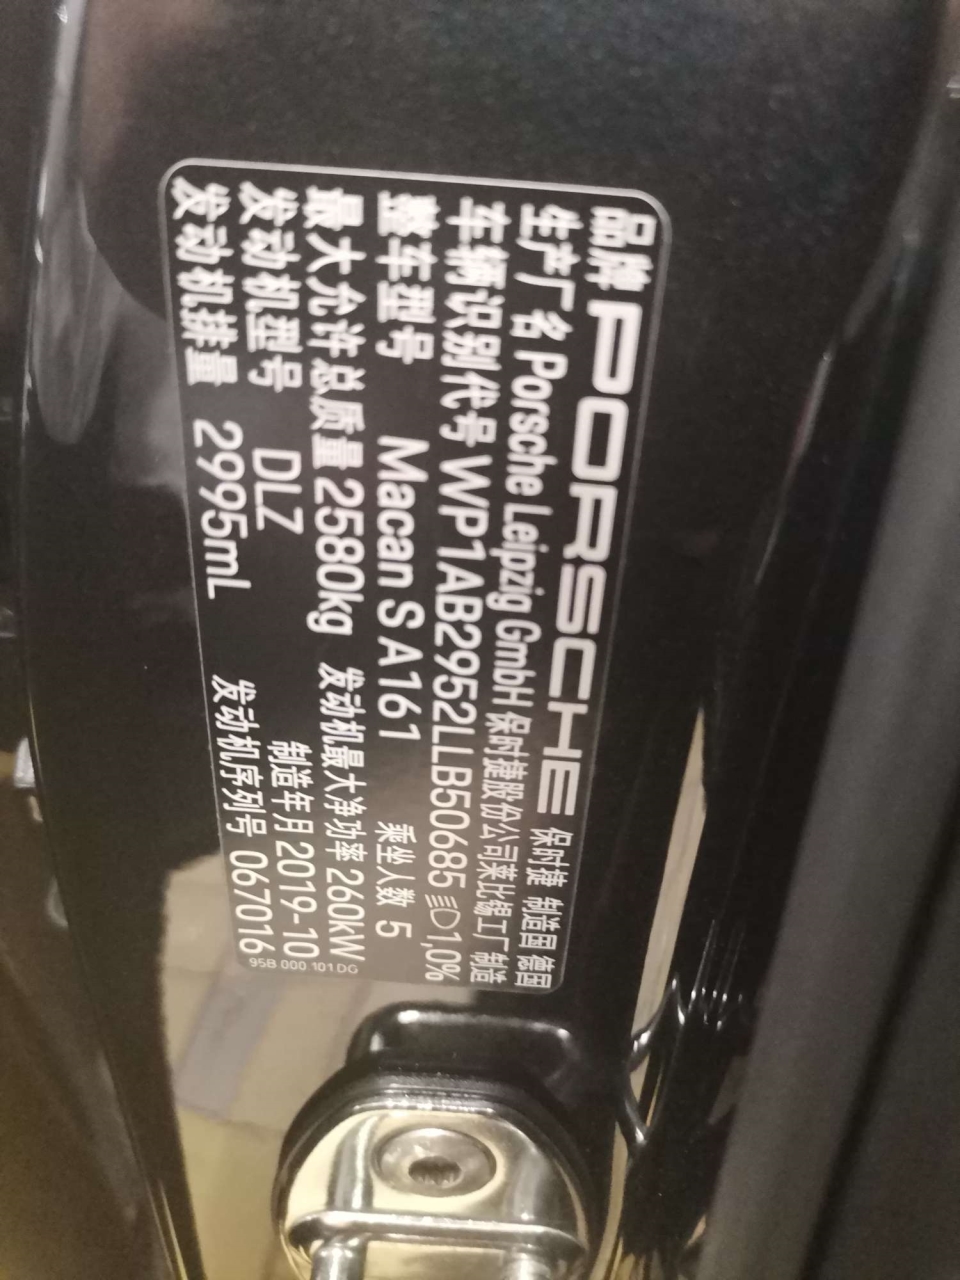 品牌 PORSCHE 保时捷 制造国 德国
生产厂名 Porsche Leipzig GmbH 保时捷股份公司莱比锡工厂制造
车辆识别代号 WP1AB2952LLB50685 1,0%
整车型号 Macan S A161 乘坐人数 5
最大允许总质量 2580kg 发动机最大净功率 260kW
发动机型号 DLZ 制造年月 2019-10
发动机排量 2995mL 发动机序列号 067016
95B 000 101 DG